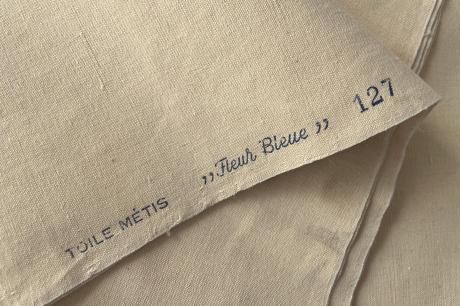 TOILE MÉTIS „Fleur Bleue” 127